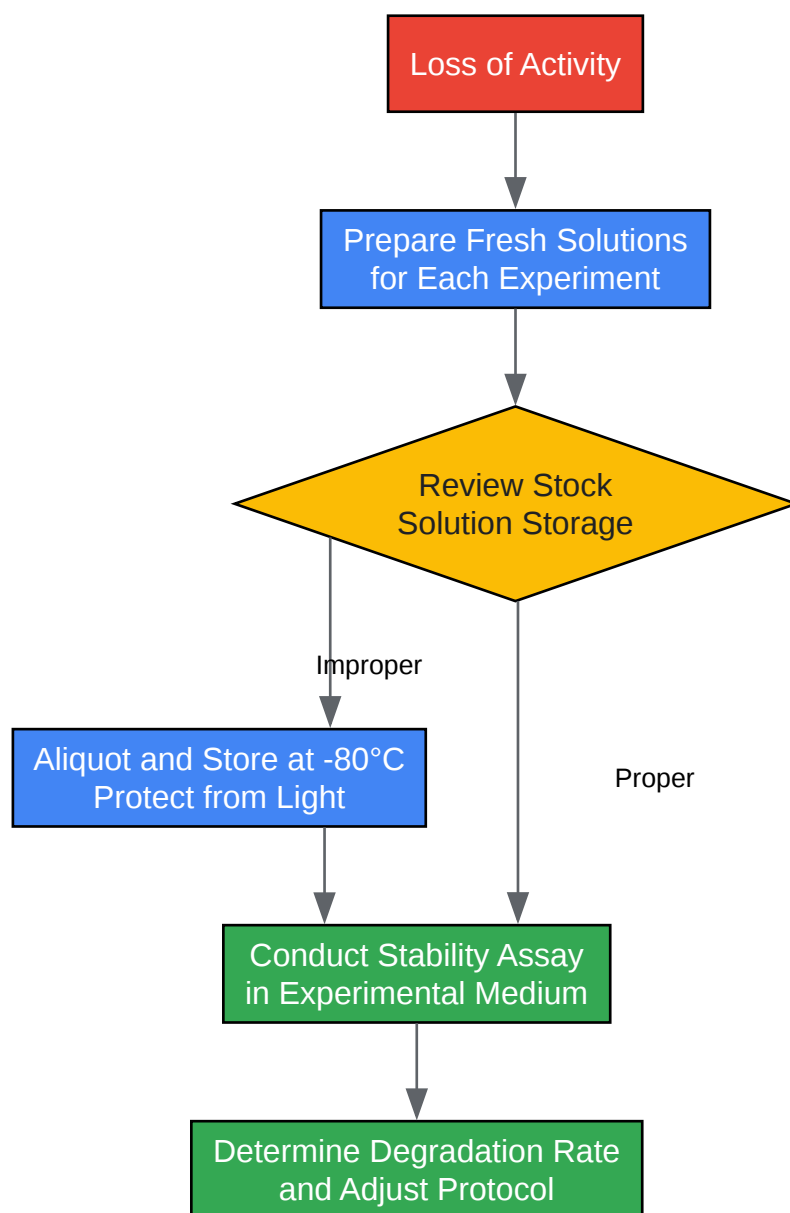 Loss of Activity
Prepare Fresh Solutions
for Each Experiment
Review Stock
Solution Storage
Improper
Aliquot and Store at -80°C
Protect from Light
Proper
Conduct Stability Assay
in Experimental Medium
Determine Degradation Rate
and Adjust Protocol